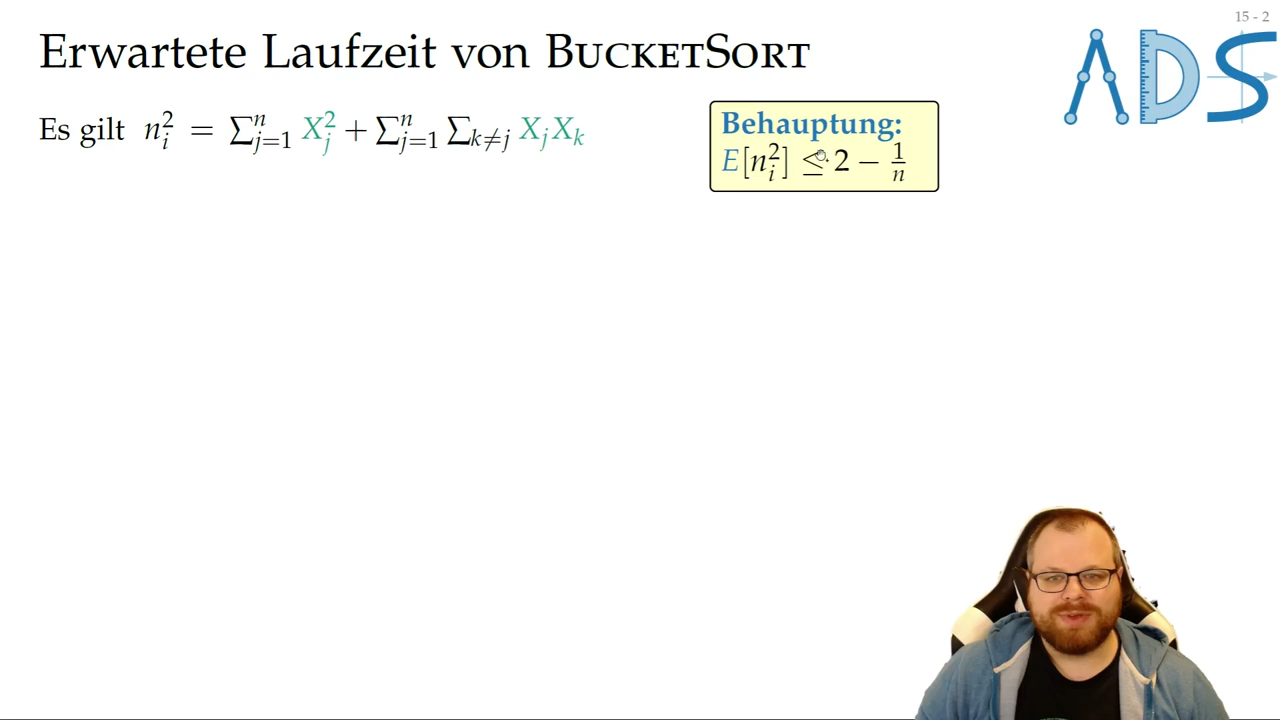 15 - 2
Erwartete Laufzeit von BUCKETSORT
ADS
Es gilt n_i^2 = ∑_{j=1}^n X_j^2 + ∑_{j=1}^n ∑_{k≠j} X_j X_k
Behauptung:
E[n_i^2] ≤ 2 − 1/n